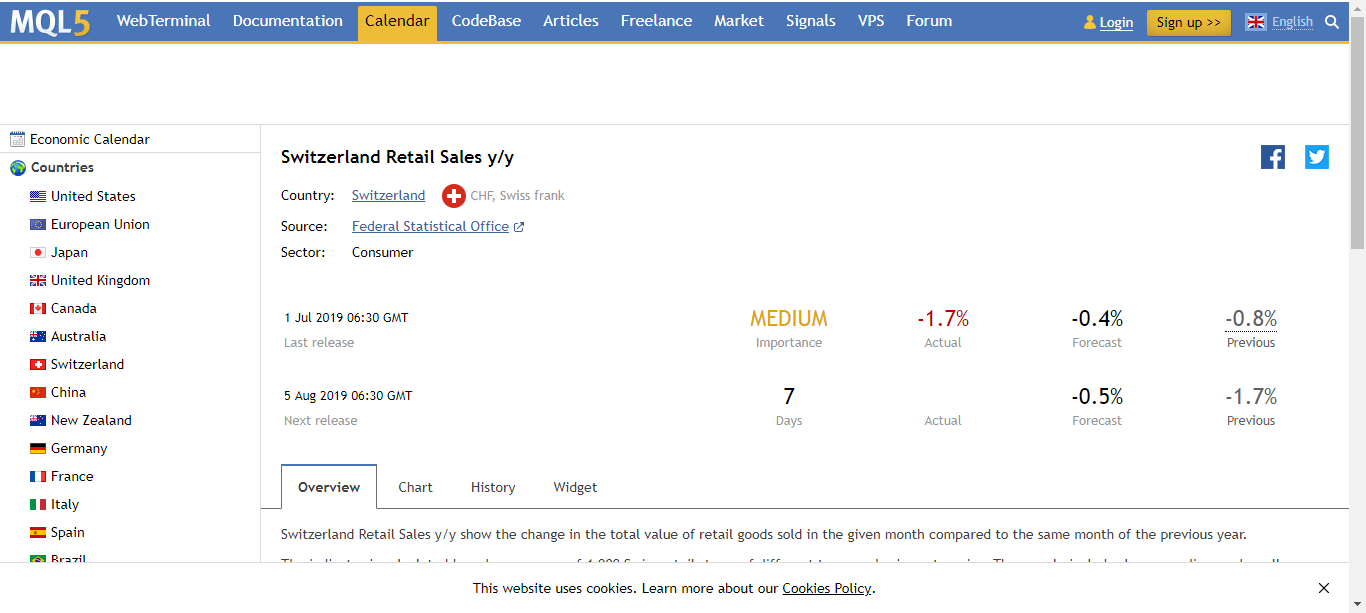 MQL5 WebTerminal Documentation Calendar CodeBase Articles Freelance Market Signals VPS Forum Login Sign up >> English
Economic Calendar
Countries
United States
European Union
Japan
United Kingdom
Canada
Australia
Switzerland
China
New Zealand
Germany
France
Italy
Spain
Brazil
Switzerland Retail Sales y/y
Country: Switzerland CHF, Swiss frank
Source: Federal Statistical Office
Sector: Consumer
1 Jul 2019 06:30 GMT MEDIUM -1.7% -0.4% -0.8%
Last release Importance Actual Forecast Previous
5 Aug 2019 06:30 GMT 7 -0.5% -1.7%
Next release Days Actual Forecast Previous
Overview Chart History Widget
Switzerland Retail Sales y/y show the change in the total value of retail goods sold in the given month compared to the same month of the previous year.
This website uses cookies. Learn more about our Cookies Policy.